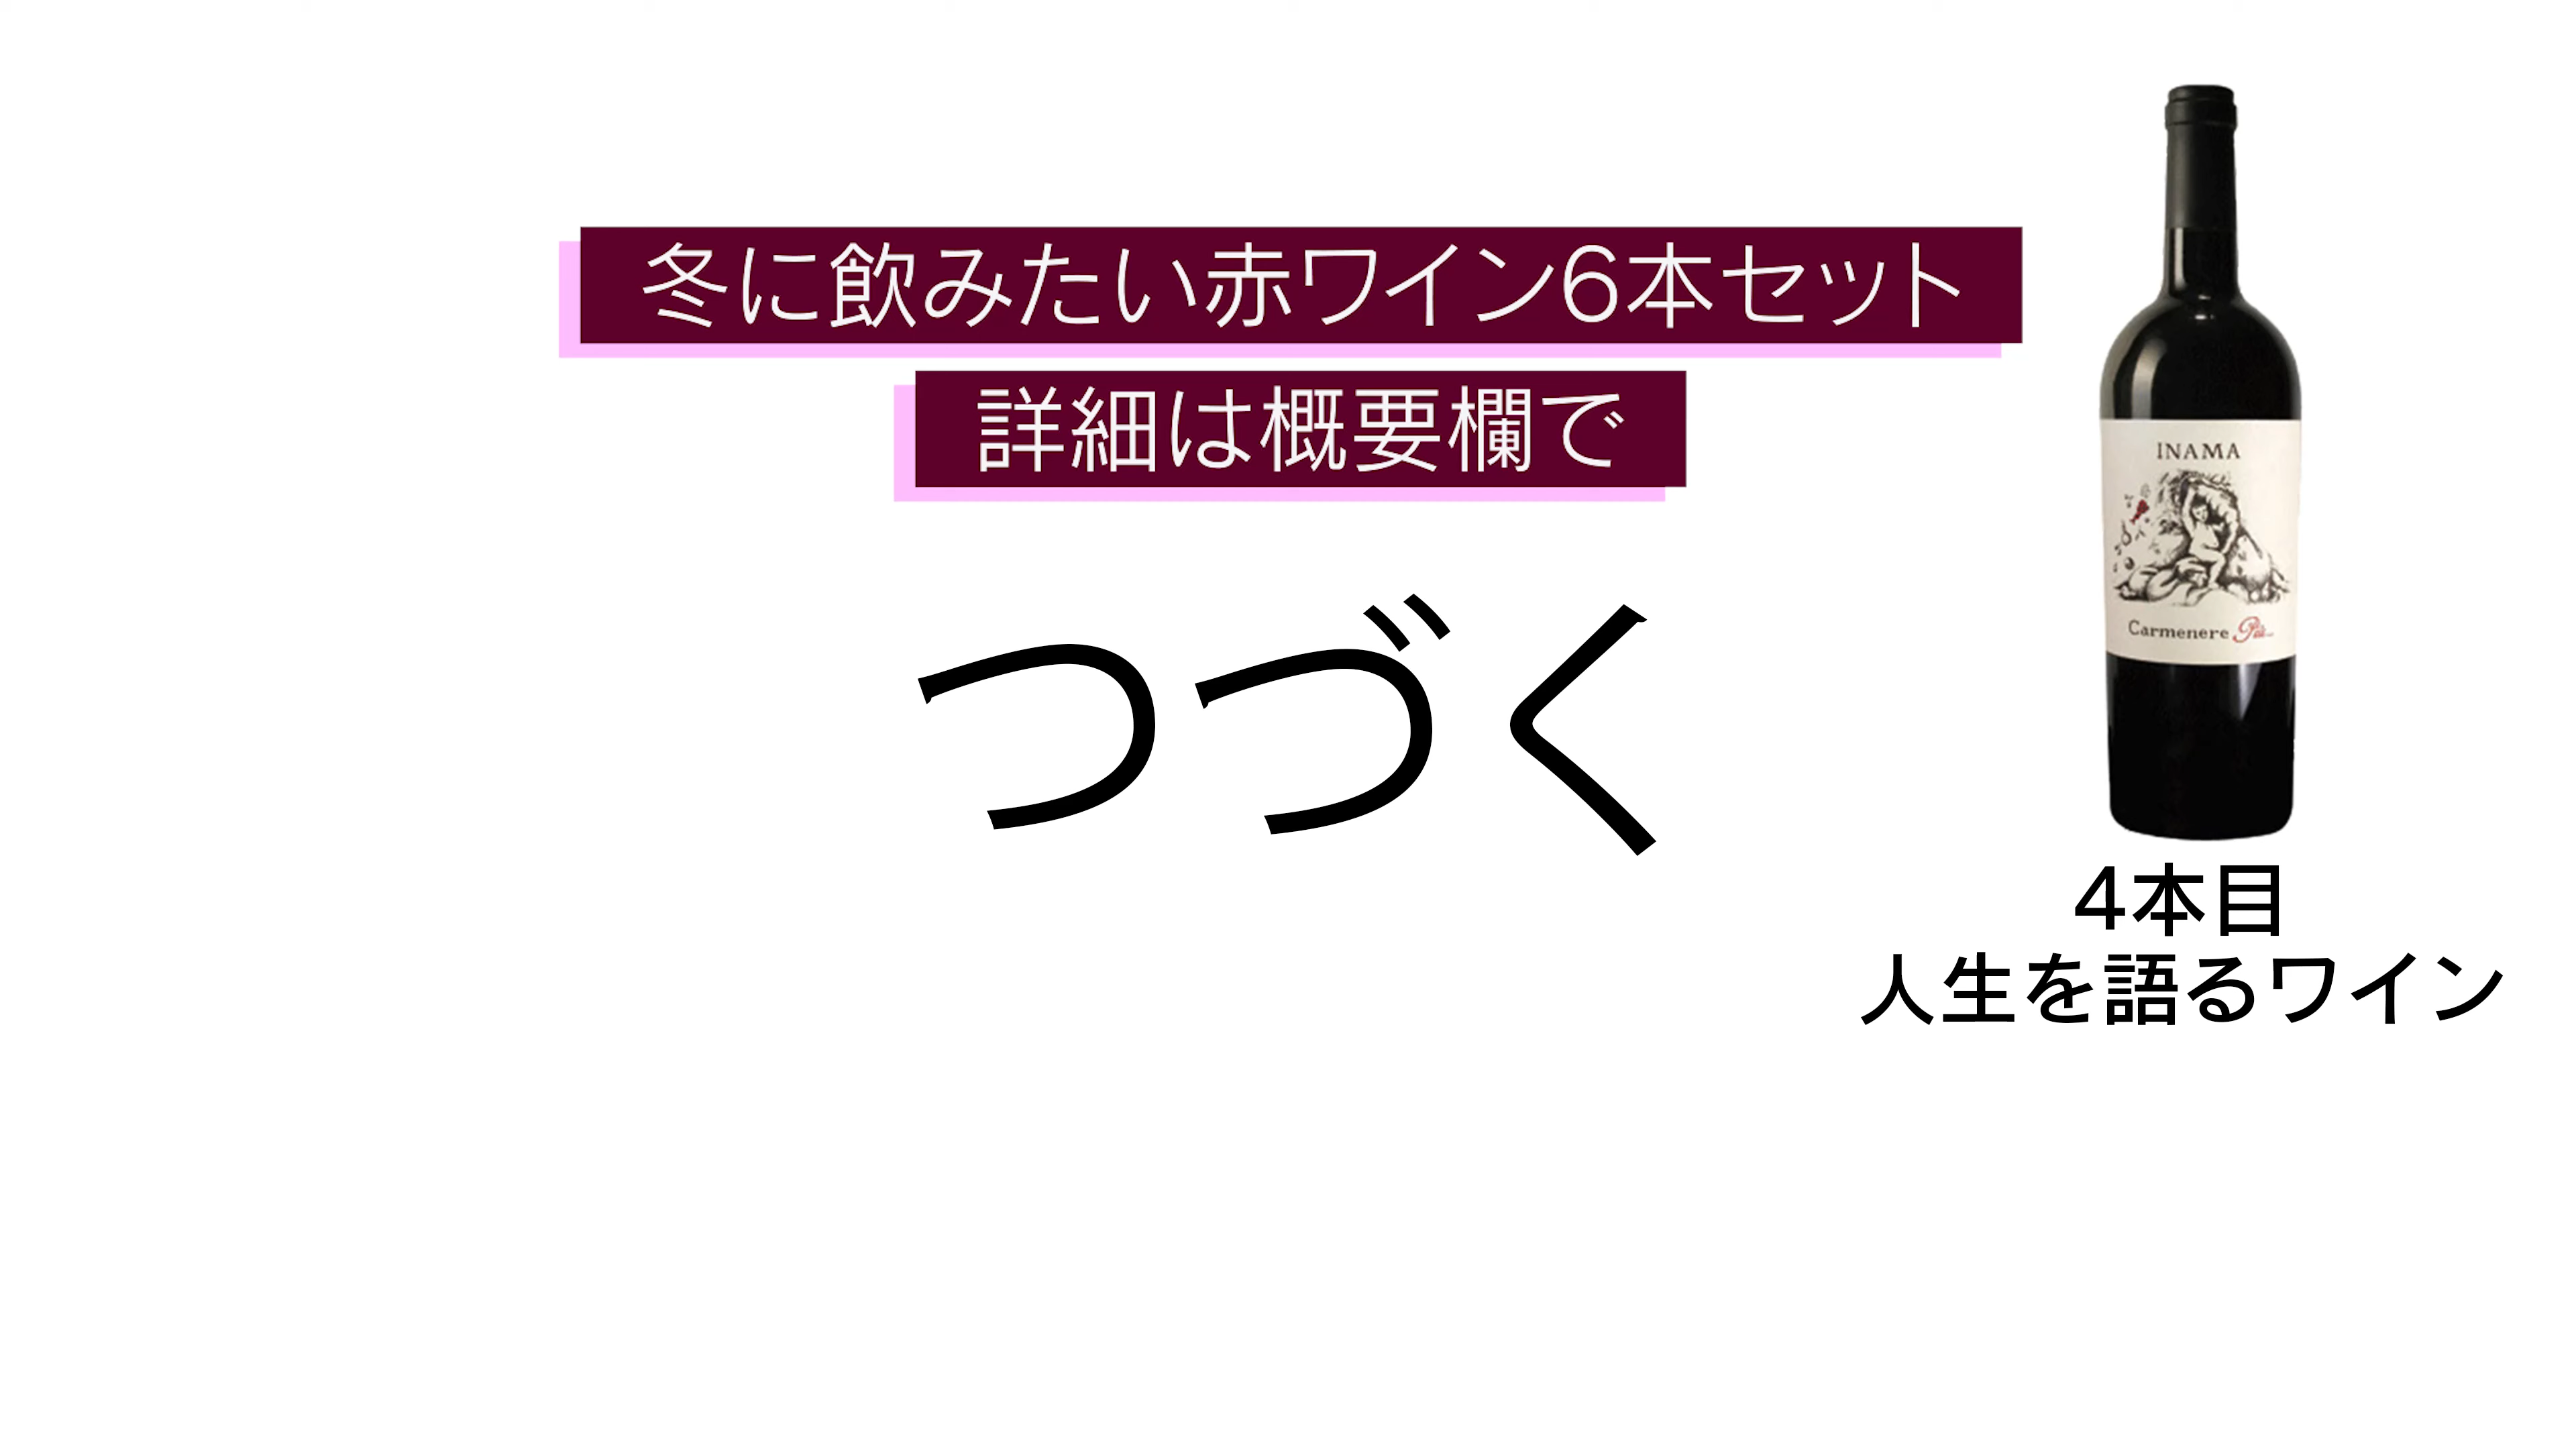 冬に飲みたい赤ワイン6本セット
詳細は概要欄で
つづく
INAMA
Carmenere Più
4本目
人生を語るワイン